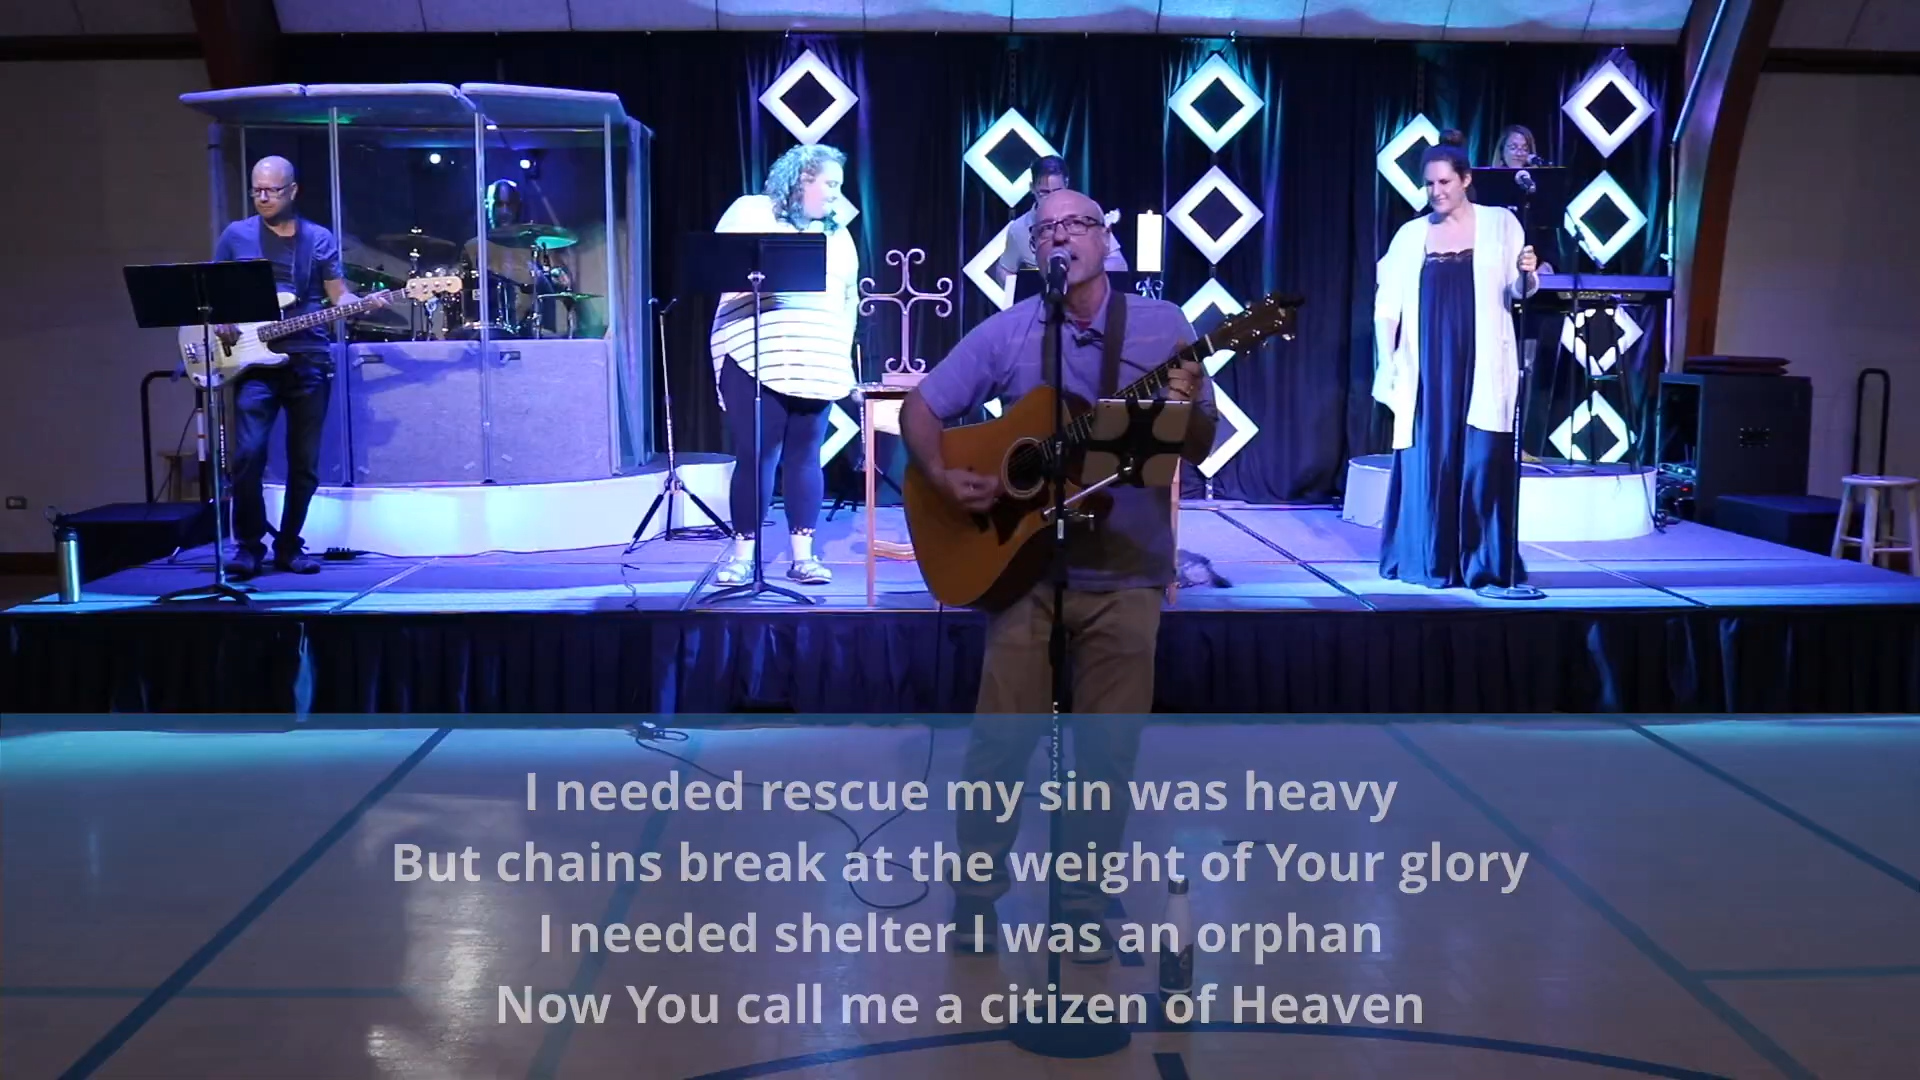 I needed rescue my sin was heavy
But chains break at the weight of Your glory
I needed shelter I was an orphan
Now You call me a citizen of Heaven